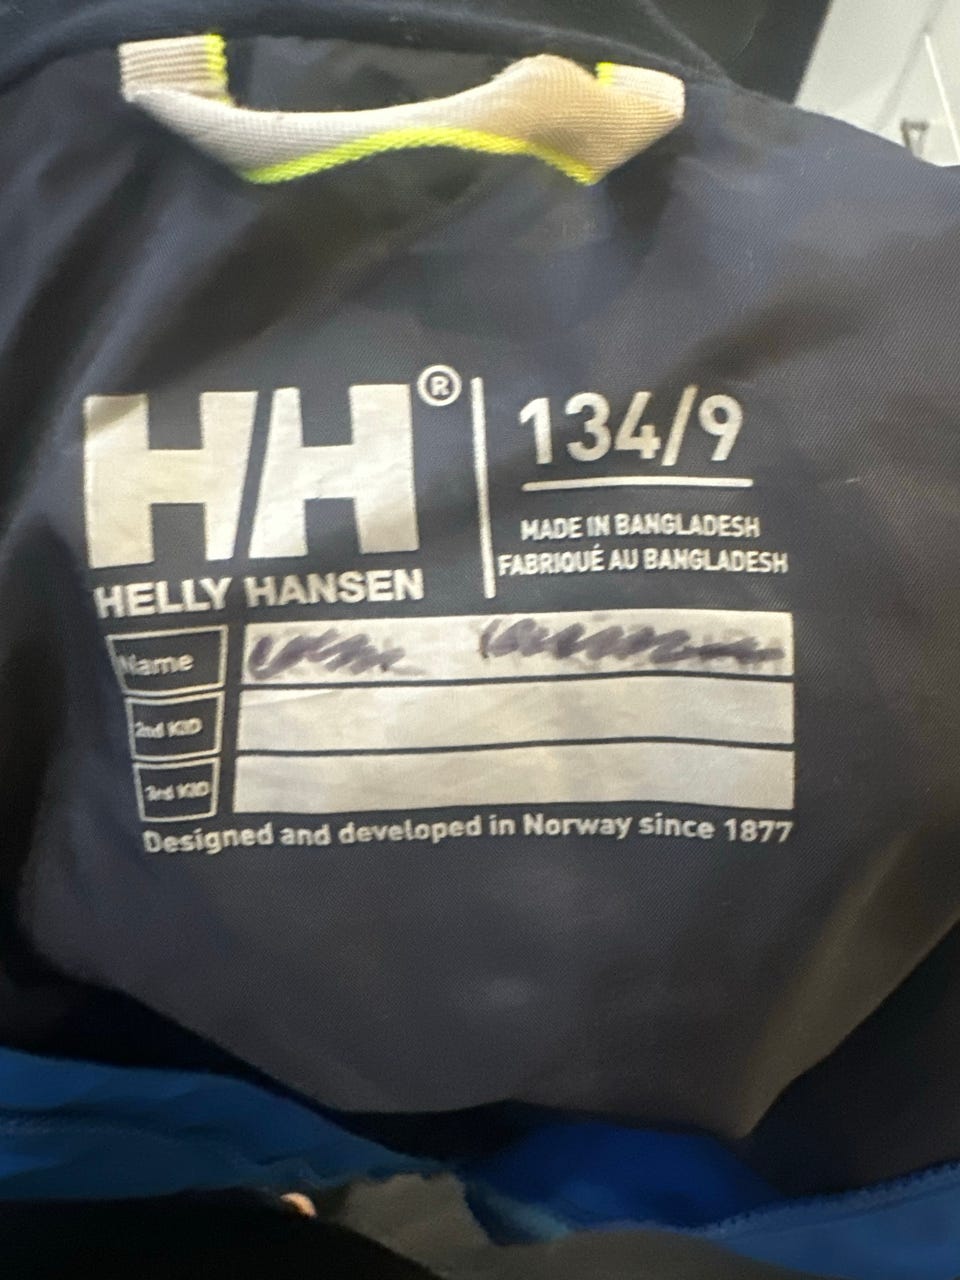 HH®
HELLY HANSEN
134/9
MADE IN BANGLADESH
FABRIQUÉ AU BANGLADESH
Name
2nd KID
3rd KID
Designed and developed in Norway since 1877